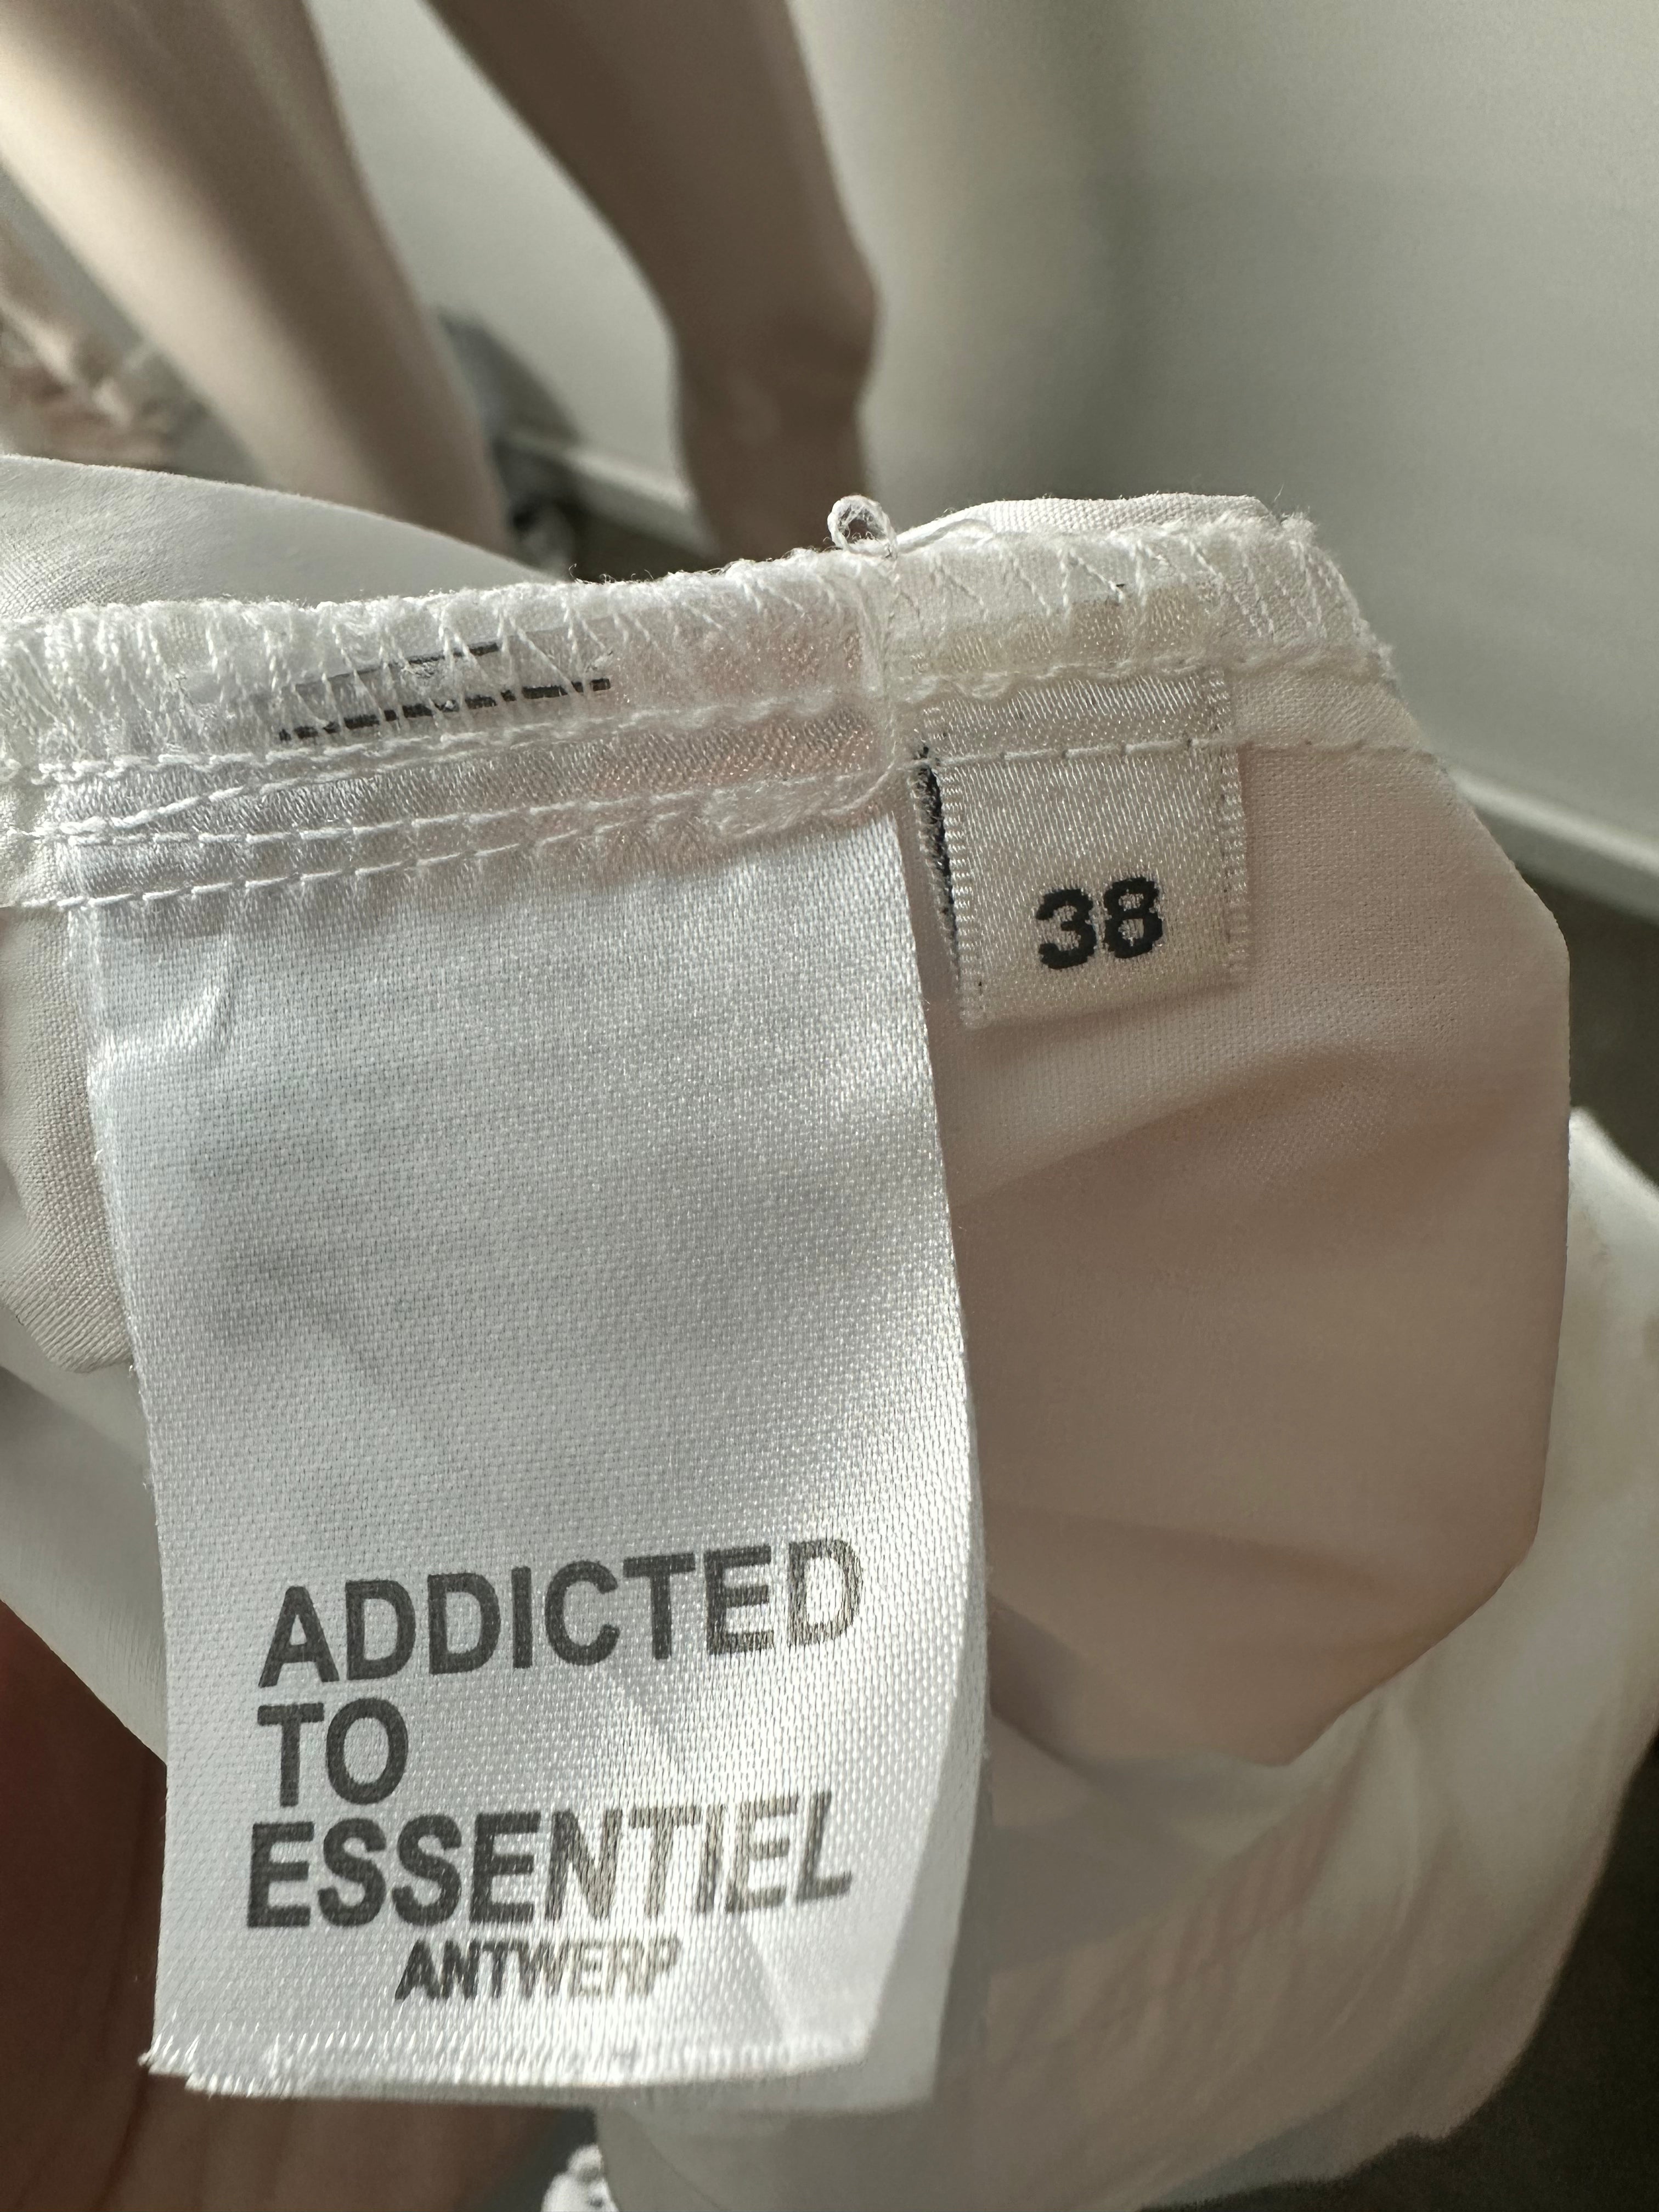 38
ADDICTED
TO
ESSENTIEL
ANTWERP